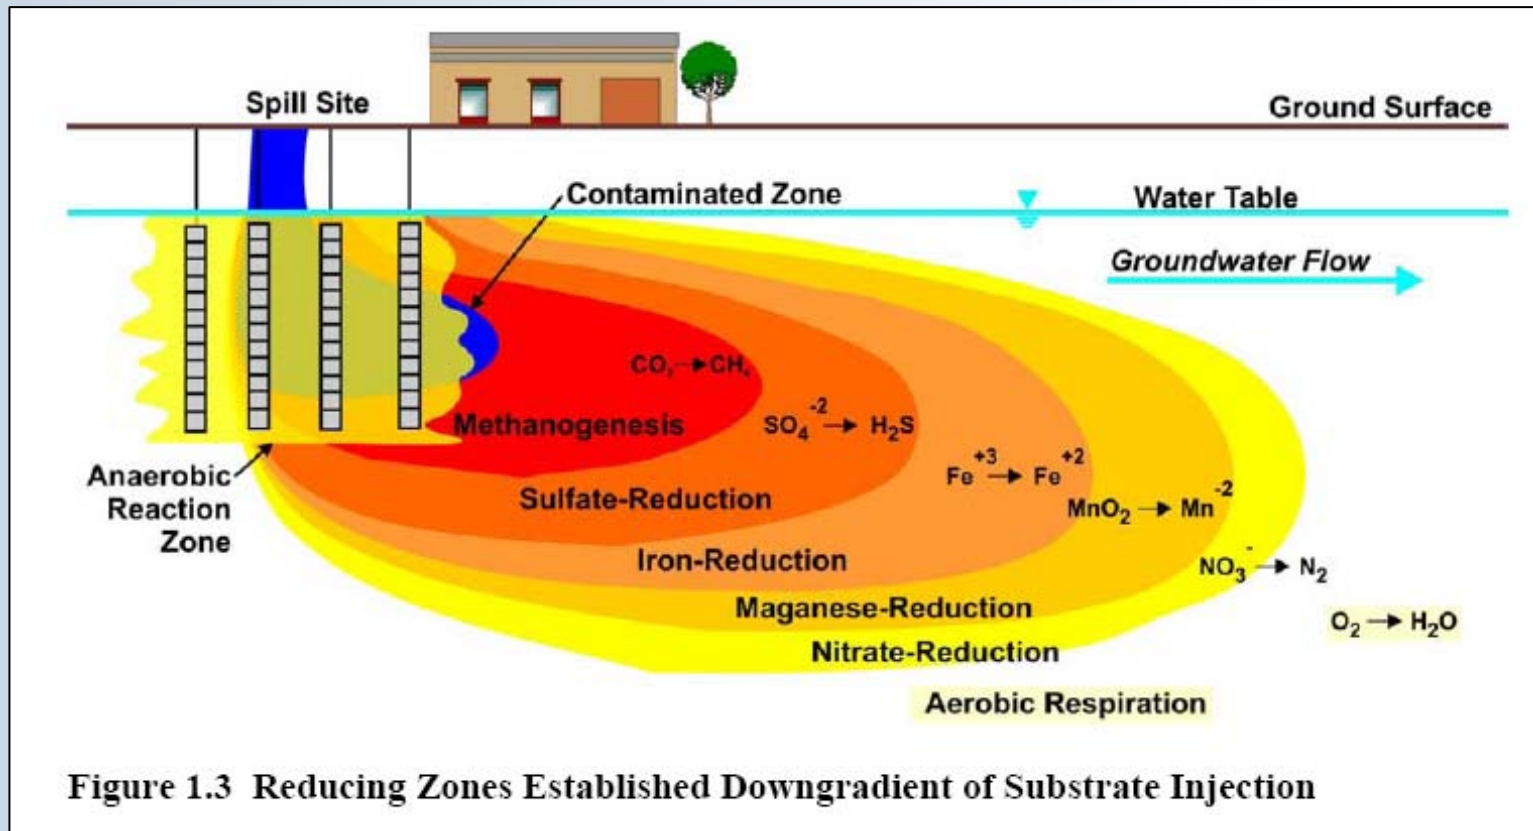 Spill Site
Ground Surface
Contaminated Zone
Water Table
Groundwater Flow
CO₂→CH₄
Methanogenesis
SO₄⁻² → H₂S
Anaerobic
Reaction
Zone
Sulfate-Reduction
Fe⁺³ → Fe⁺²
MnO₂ → Mn⁻²
Iron-Reduction
NO₃⁻ → N₂
Maganese-Reduction
O₂ → H₂O
Nitrate-Reduction
Aerobic Respiration
Figure 1.3 Reducing Zones Established Downgradient of Substrate Injection